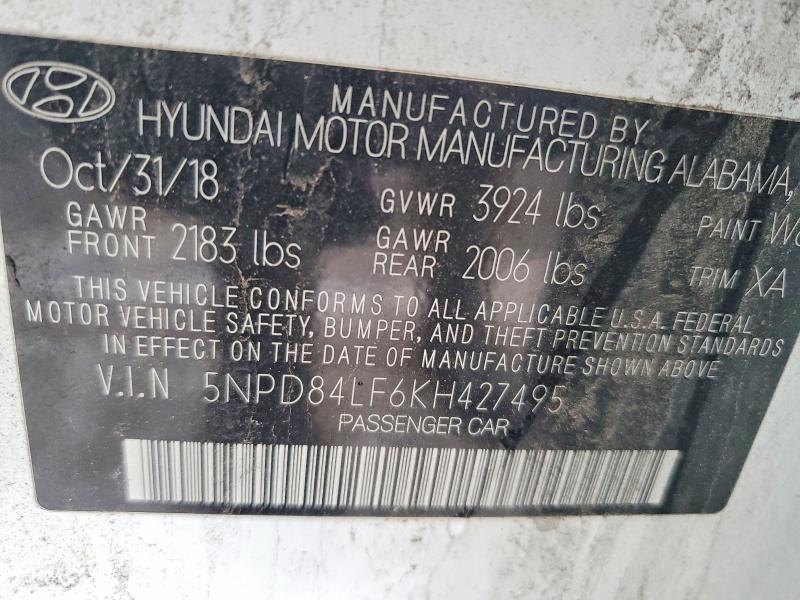 MANUFACTURED BY
HYUNDAI MOTOR MANUFACTURING ALABAMA,
Oct/31/18 GVWR 3924 lbs PAINT
GAWR FRONT 2183 lbs GAWR REAR 2006 lbs TRIM XA
THIS VEHICLE CONFORMS TO ALL APPLICABLE U.S.A. FEDERAL
MOTOR VEHICLE SAFETY, BUMPER, AND THEFT PREVENTION STANDARDS
IN EFFECT ON THE DATE OF MANUFACTURE SHOWN ABOVE
V.I.N 5NPD84LF6KH427495
PASSENGER CAR